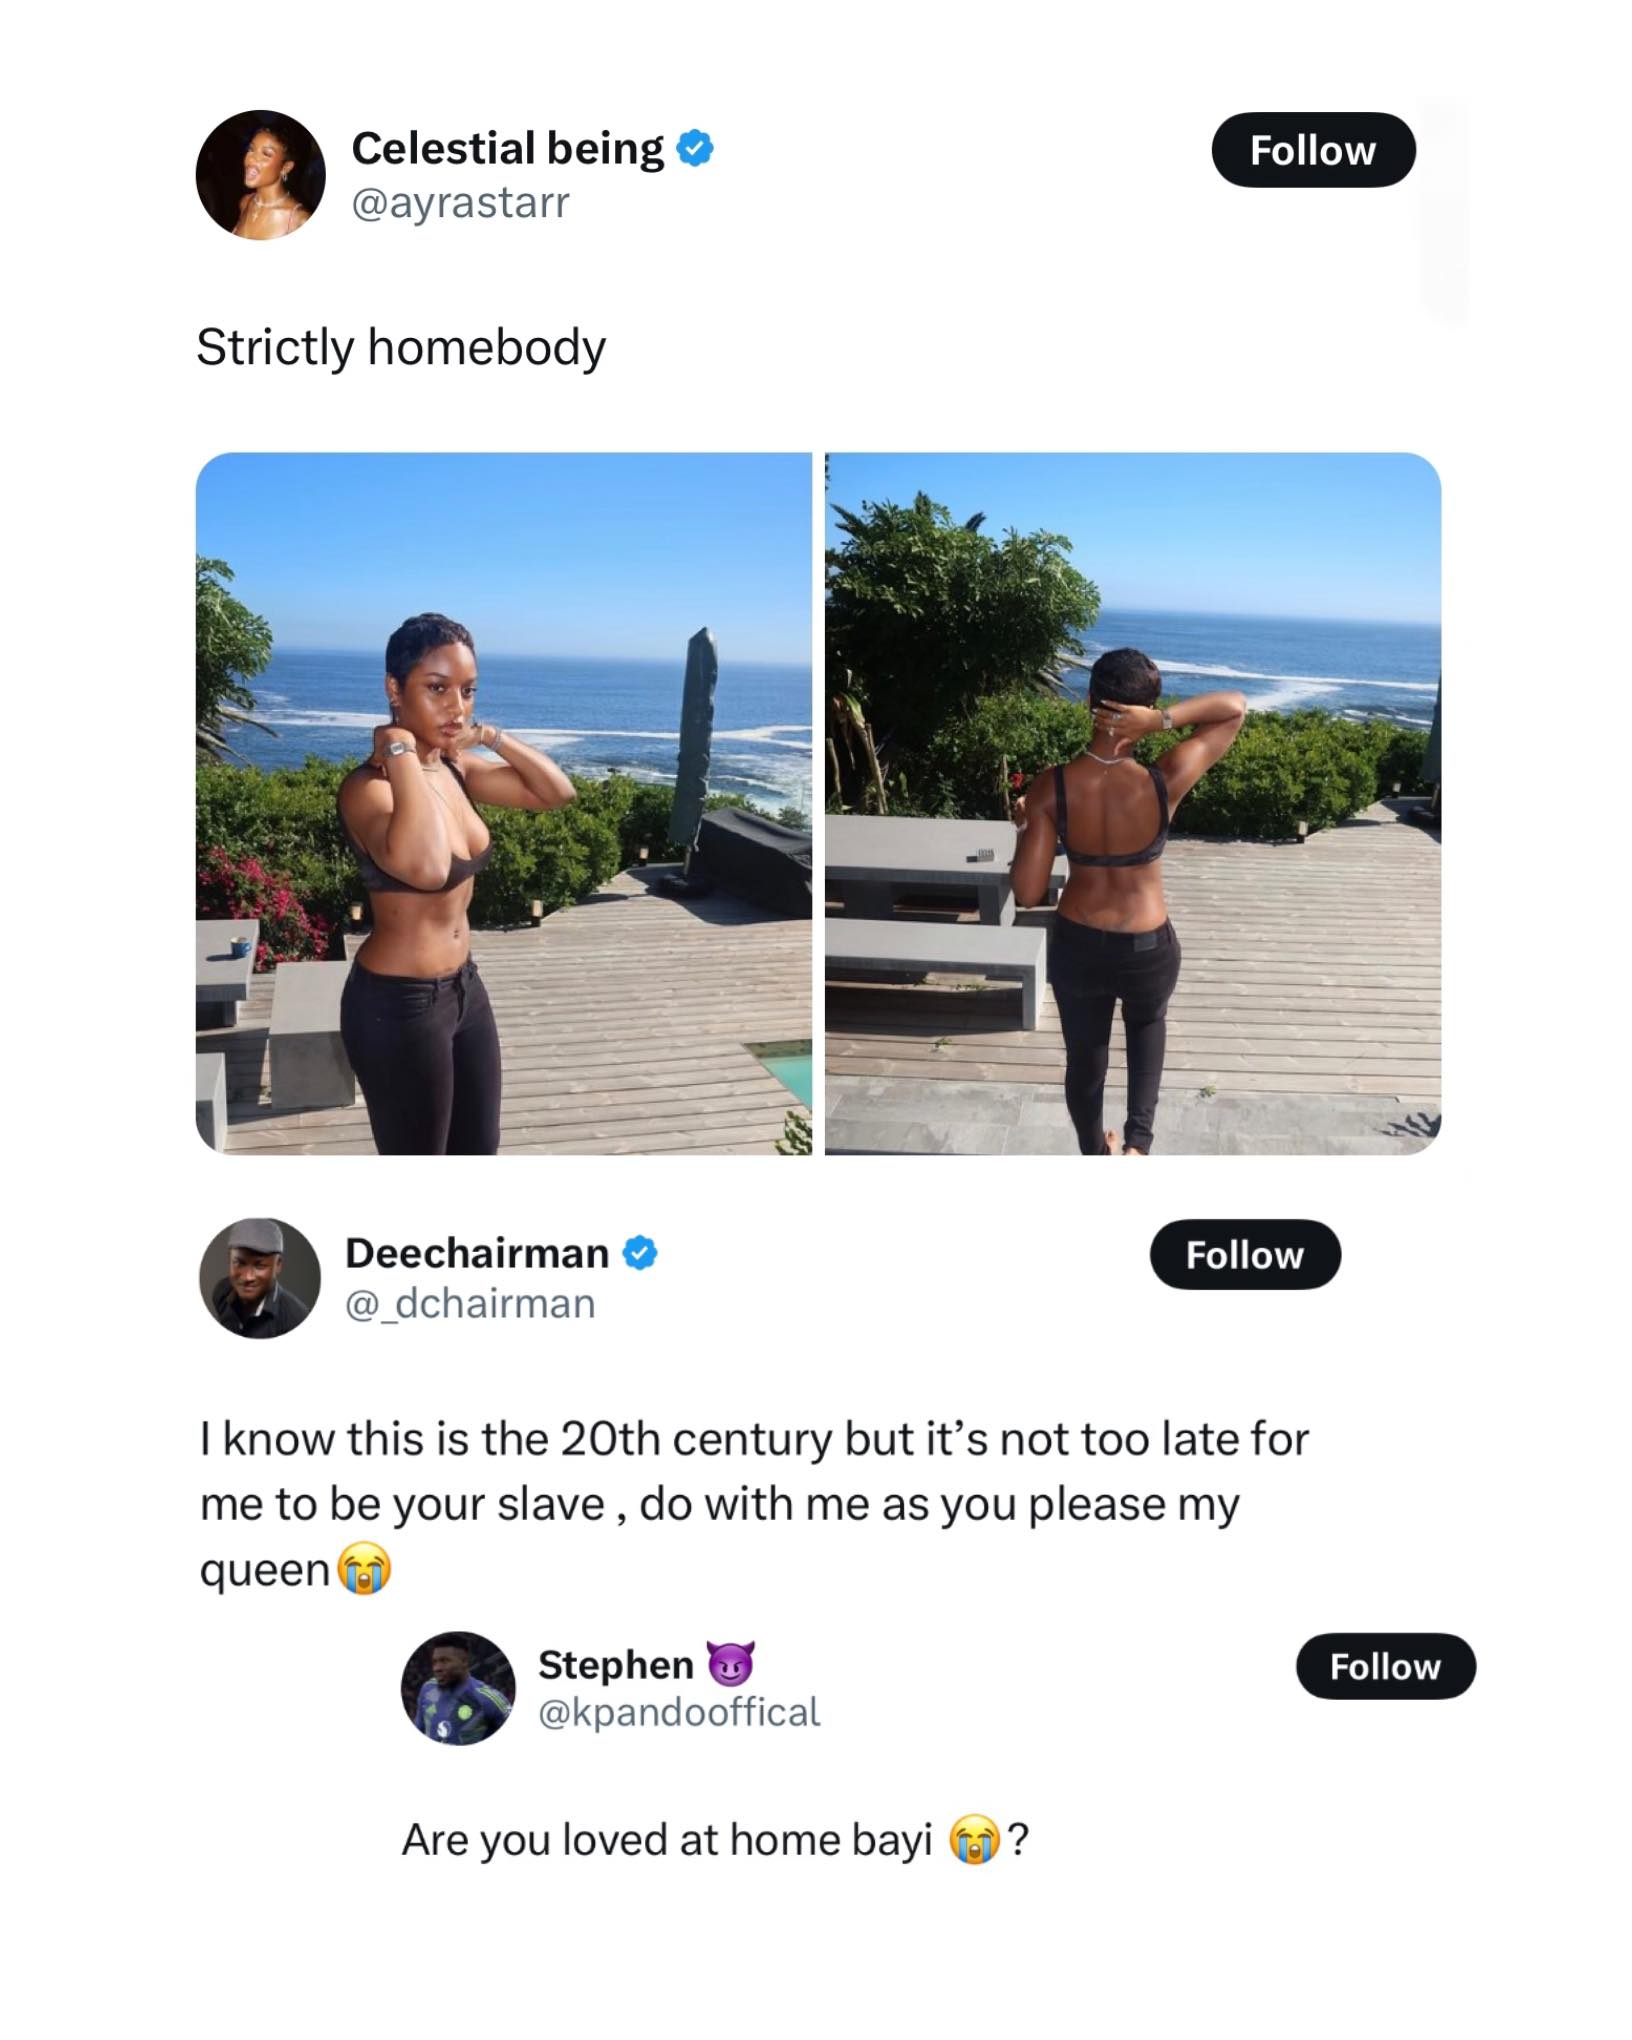 Celestial being
Follow
@ayrastarr
Strictly homebody
Deechairman
Follow
@_dchairman
I know this is the 20th century but it’s not too late for
me to be your slave , do with me as you please my
queen😭
Stephen 😈
Follow
@kpandooffical
Are you loved at home bayi 😭?